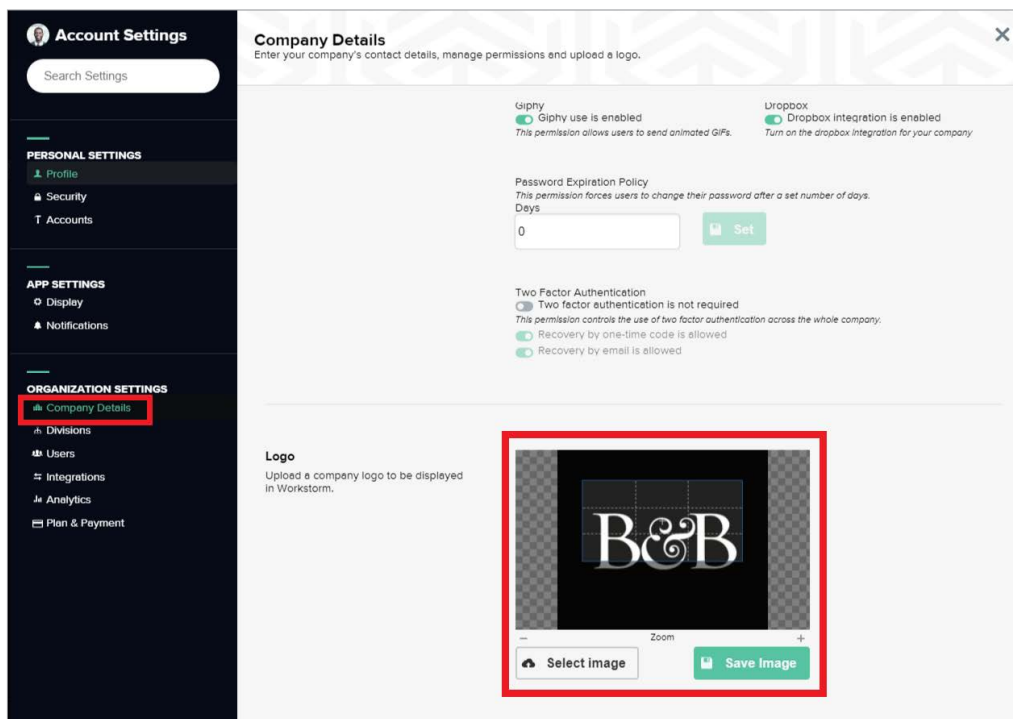 Account Settings
Search Settings
PERSONAL SETTINGS
Profile
Security
T Accounts
APP SETTINGS
Display
Notifications
ORGANIZATION SETTINGS
Company Details
Divisions
Users
Integrations
Analytics
Plan & Payment
Company Details
Enter your company's contact details, manage permissions and upload a logo.
Giphy
Giphy use is enabled
This permission allows users to send animated GIFs.
Dropbox
Dropbox integration is enabled
Turn on the dropbox integration for your company
Password Expiration Policy
This permission forces users to change their password after a set number of days.
Days
0
Set
Two Factor Authentication
Two factor authentication is not required
This permission controls the use of two factor authentication across the whole company.
Recovery by one-time code is allowed
Recovery by email is allowed
Logo
Upload a company logo to be displayed
in Workstorm.
B&B
− Zoom +
Select image
Save Image